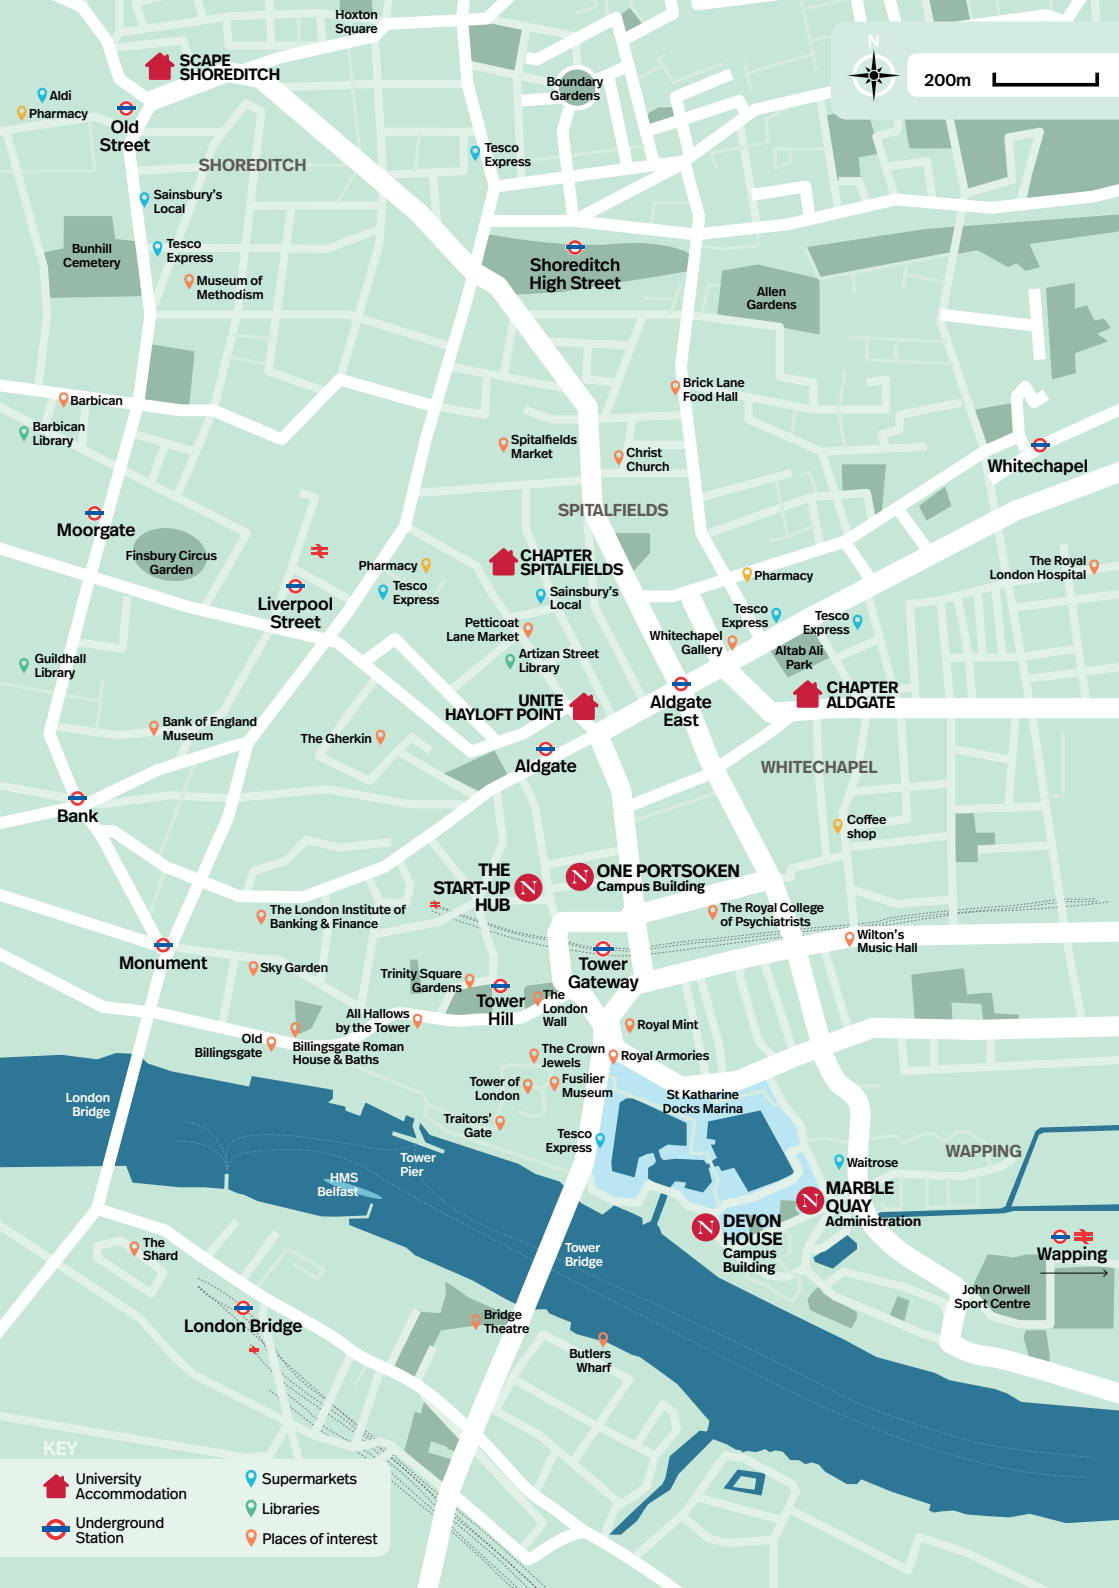 Hoxton
Square
N
200m
SCAPE
SHOREDITCH
Aldi
Pharmacy
Old
Street
Boundary
Gardens
Tesco
Express
SHOREDITCH
Sainsbury's
Local
Tesco
Express
Bunhill
Cemetery
Museum of
Methodism
Shoreditch
High Street
Allen
Gardens
Barbican
Barbican
Library
Brick Lane
Food Hall
Spitalfields
Market
Christ
Church
Whitechapel
SPITALFIELDS
Moorgate
Finsbury Circus
Garden
Liverpool
Street
Pharmacy
Tesco
Express
CHAPTER
SPITALFIELDS
Sainsbury's
Local
Pharmacy
The Royal
London Hospital
Petticoat
Lane Market
Artizan Street
Library
Tesco
Express
Tesco
Express
Whitechapel
Gallery
Altab Ali
Park
Guildhall
Library
UNITE
HAYLOFT POINT
Aldgate
East
CHAPTER
ALDGATE
Bank of England
Museum
The Gherkin
Aldgate
WHITECHAPEL
Bank
Coffee
shop
THE
START-UP
HUB
N
N
ONE PORTSOKEN
Campus Building
The London Institute of
Banking & Finance
The Royal College
of Psychiatrists
Wilton's
Music Hall
Monument
Sky Garden
Trinity Square
Gardens
Tower
Hill
The
London
Wall
Tower
Gateway
All Hallows
by the Tower
Royal Mint
Old
Billingsgate
Billingsgate Roman
House & Baths
The Crown
Jewels
Royal Armories
Tower of
London
Fusilier
Museum
St Katharine
Docks Marina
London
Bridge
Traitors'
Gate
Tesco
Express
Tower
Pier
HMS
Belfast
WAPPING
Waitrose
N
MARBLE
QUAY
Administration
N
DEVON
HOUSE
Campus
Building
The
Shard
Tower
Bridge
Wapping
John Orwell
Sport Centre
London Bridge
Bridge
Theatre
Butlers
Wharf
KEY
University
Accommodation
Underground
Station
Supermarkets
Libraries
Places of interest